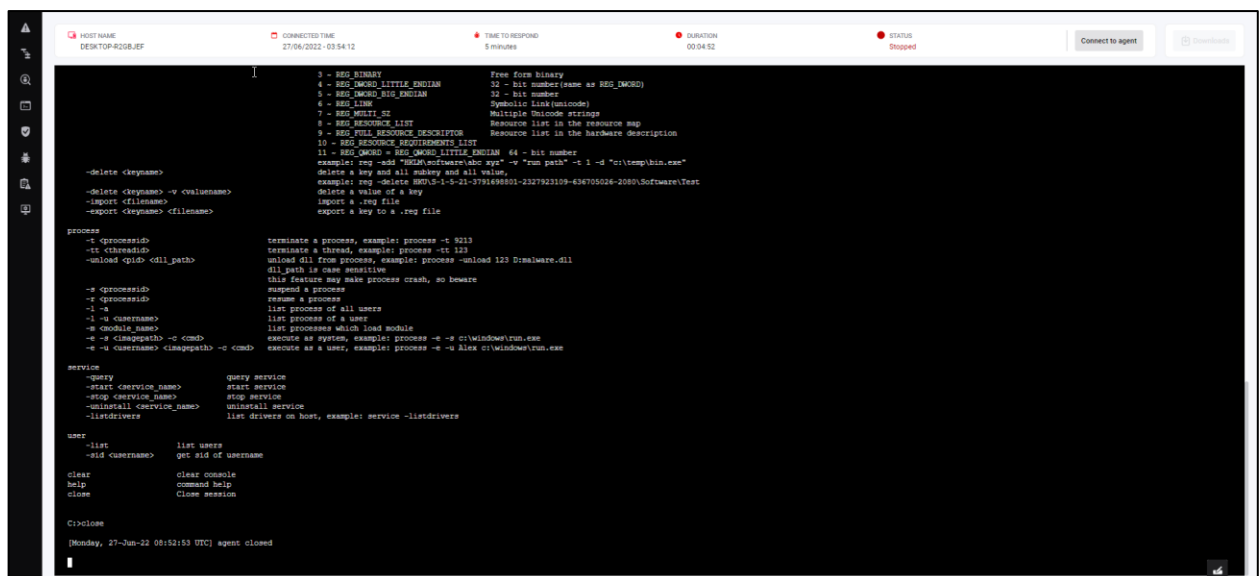 HOST NAME
DESKTOP-R2GBJEF
CONNECTED TIME
27/06/2022 - 03:54:12
TIME TO RESPOND
5 minutes
DURATION
00:04:52
STATUS
Stopped
Connect to agent
Downloads
3 - REG_BINARY Free form binary
4 - REG_DWORD_LITTLE_ENDIAN 32 - bit number(same as REG_DWORD)
5 - REG_DWORD_BIG_ENDIAN 32 - bit number
6 - REG_LINK Symbolic Link(unicode)
7 - REG_MULTI_SZ Multiple Unicode strings
8 - REG_RESOURCE_LIST Resource list in the resource map
9 - REG_FULL_RESOURCE_DESCRIPTOR Resource list in the hardware description
10 - REG_RESOURCE_REQUIREMENTS_LIST
11 - REG_QWORD = REG_QWORD_LITTLE_ENDIAN 64 - bit number
example: reg -add "HKLM\software\abc xyz" -v "run path" -t 1 -d "c:\temp\bin.exe"
-delete <keyname> delete a key and all subkey and all value,
example: reg -delete HKU\S-1-5-21-3791698801-2327923109-636705026-2080\Software\Test
-delete <keyname> -v <valuename> delete a value of a key
-import <filename> import a .reg file
-export <keyname> <filename> export a key to a .reg file
process
-t <processid> terminate a process, example: process -t 9213
-tt <threadid> terminate a thread, example: process -tt 123
-unload <pid> <dll_path> unload dll from process, example: process -unload 123 D:malware.dll
dll_path is case sensitive
this feature may make process crash, so beware
-s <processid> suspend a process
-r <processid> resume a process
-l -a list process of all users
-l -u <username> list process of a user
-m <module_name> list processes which load module
-e -s <imagepath> -c <cmd> execute as system, example: process -e -s c:\windows\run.exe
-e -u <username> <imagepath> -c <cmd> execute as a user, example: process -e -u Alex c:\windows\run.exe
service
-query query service
-start <service_name> start service
-stop <service_name> stop service
-uninstall <service_name> uninstall service
-listdrivers list drivers on host, example: service -listdrivers
user
-list list users
-sid <username> get sid of username
clear clear console
help command help
close Close session
C:>close
[Monday, 27-Jun-22 08:52:53 UTC] agent closed